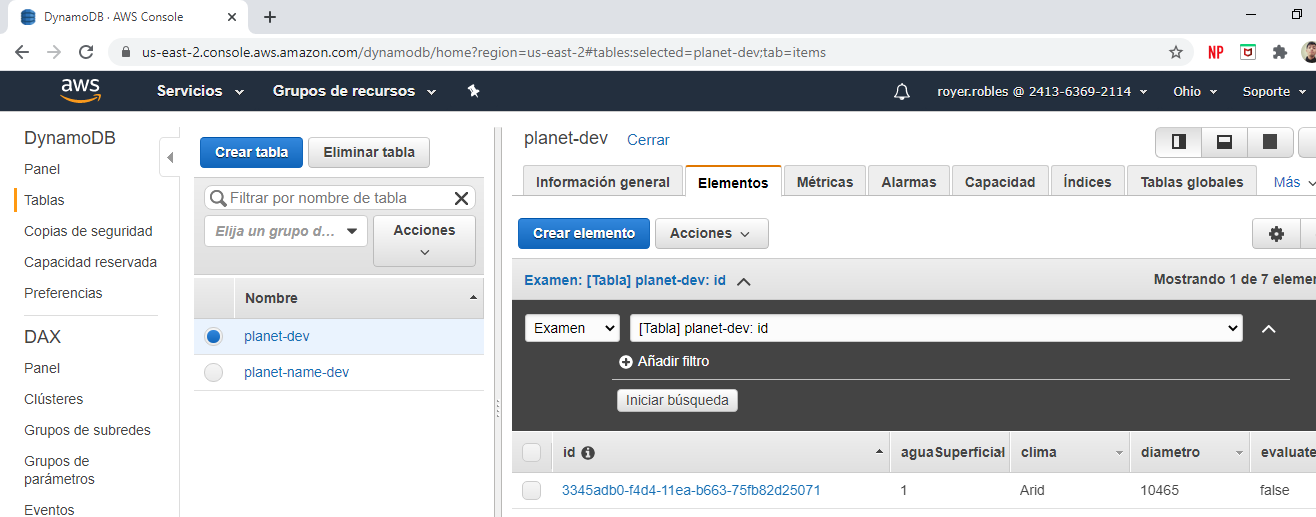 DynamoDB · AWS Console
us-east-2.console.aws.amazon.com/dynamodb/home?region=us-east-2#tables:selected=planet-dev;tab=items
NP
aws
Servicios
Grupos de recursos
royer.robles @ 2413-6369-2114
Ohio
Soporte
DynamoDB
Panel
Tablas
Copias de seguridad
Capacidad reservada
Preferencias
DAX
Panel
Clústeres
Grupos de subredes
Grupos de
parámetros
Eventos
Crear tabla
Eliminar tabla
Filtrar por nombre de tabla
Elija un grupo d...
Acciones
Nombre
planet-dev
planet-name-dev
planet-dev
Cerrar
Información general
Elementos
Métricas
Alarmas
Capacidad
Índices
Tablas globales
Más
Crear elemento
Acciones
Examen: [Tabla] planet-dev: id
Mostrando 1 de 7 elemen
Examen
[Tabla] planet-dev: id
Añadir filtro
Iniciar búsqueda
id
aguaSuperficial
clima
diametro
evaluate
3345adb0-f4d4-11ea-b663-75fb82d25071
1
Arid
10465
false